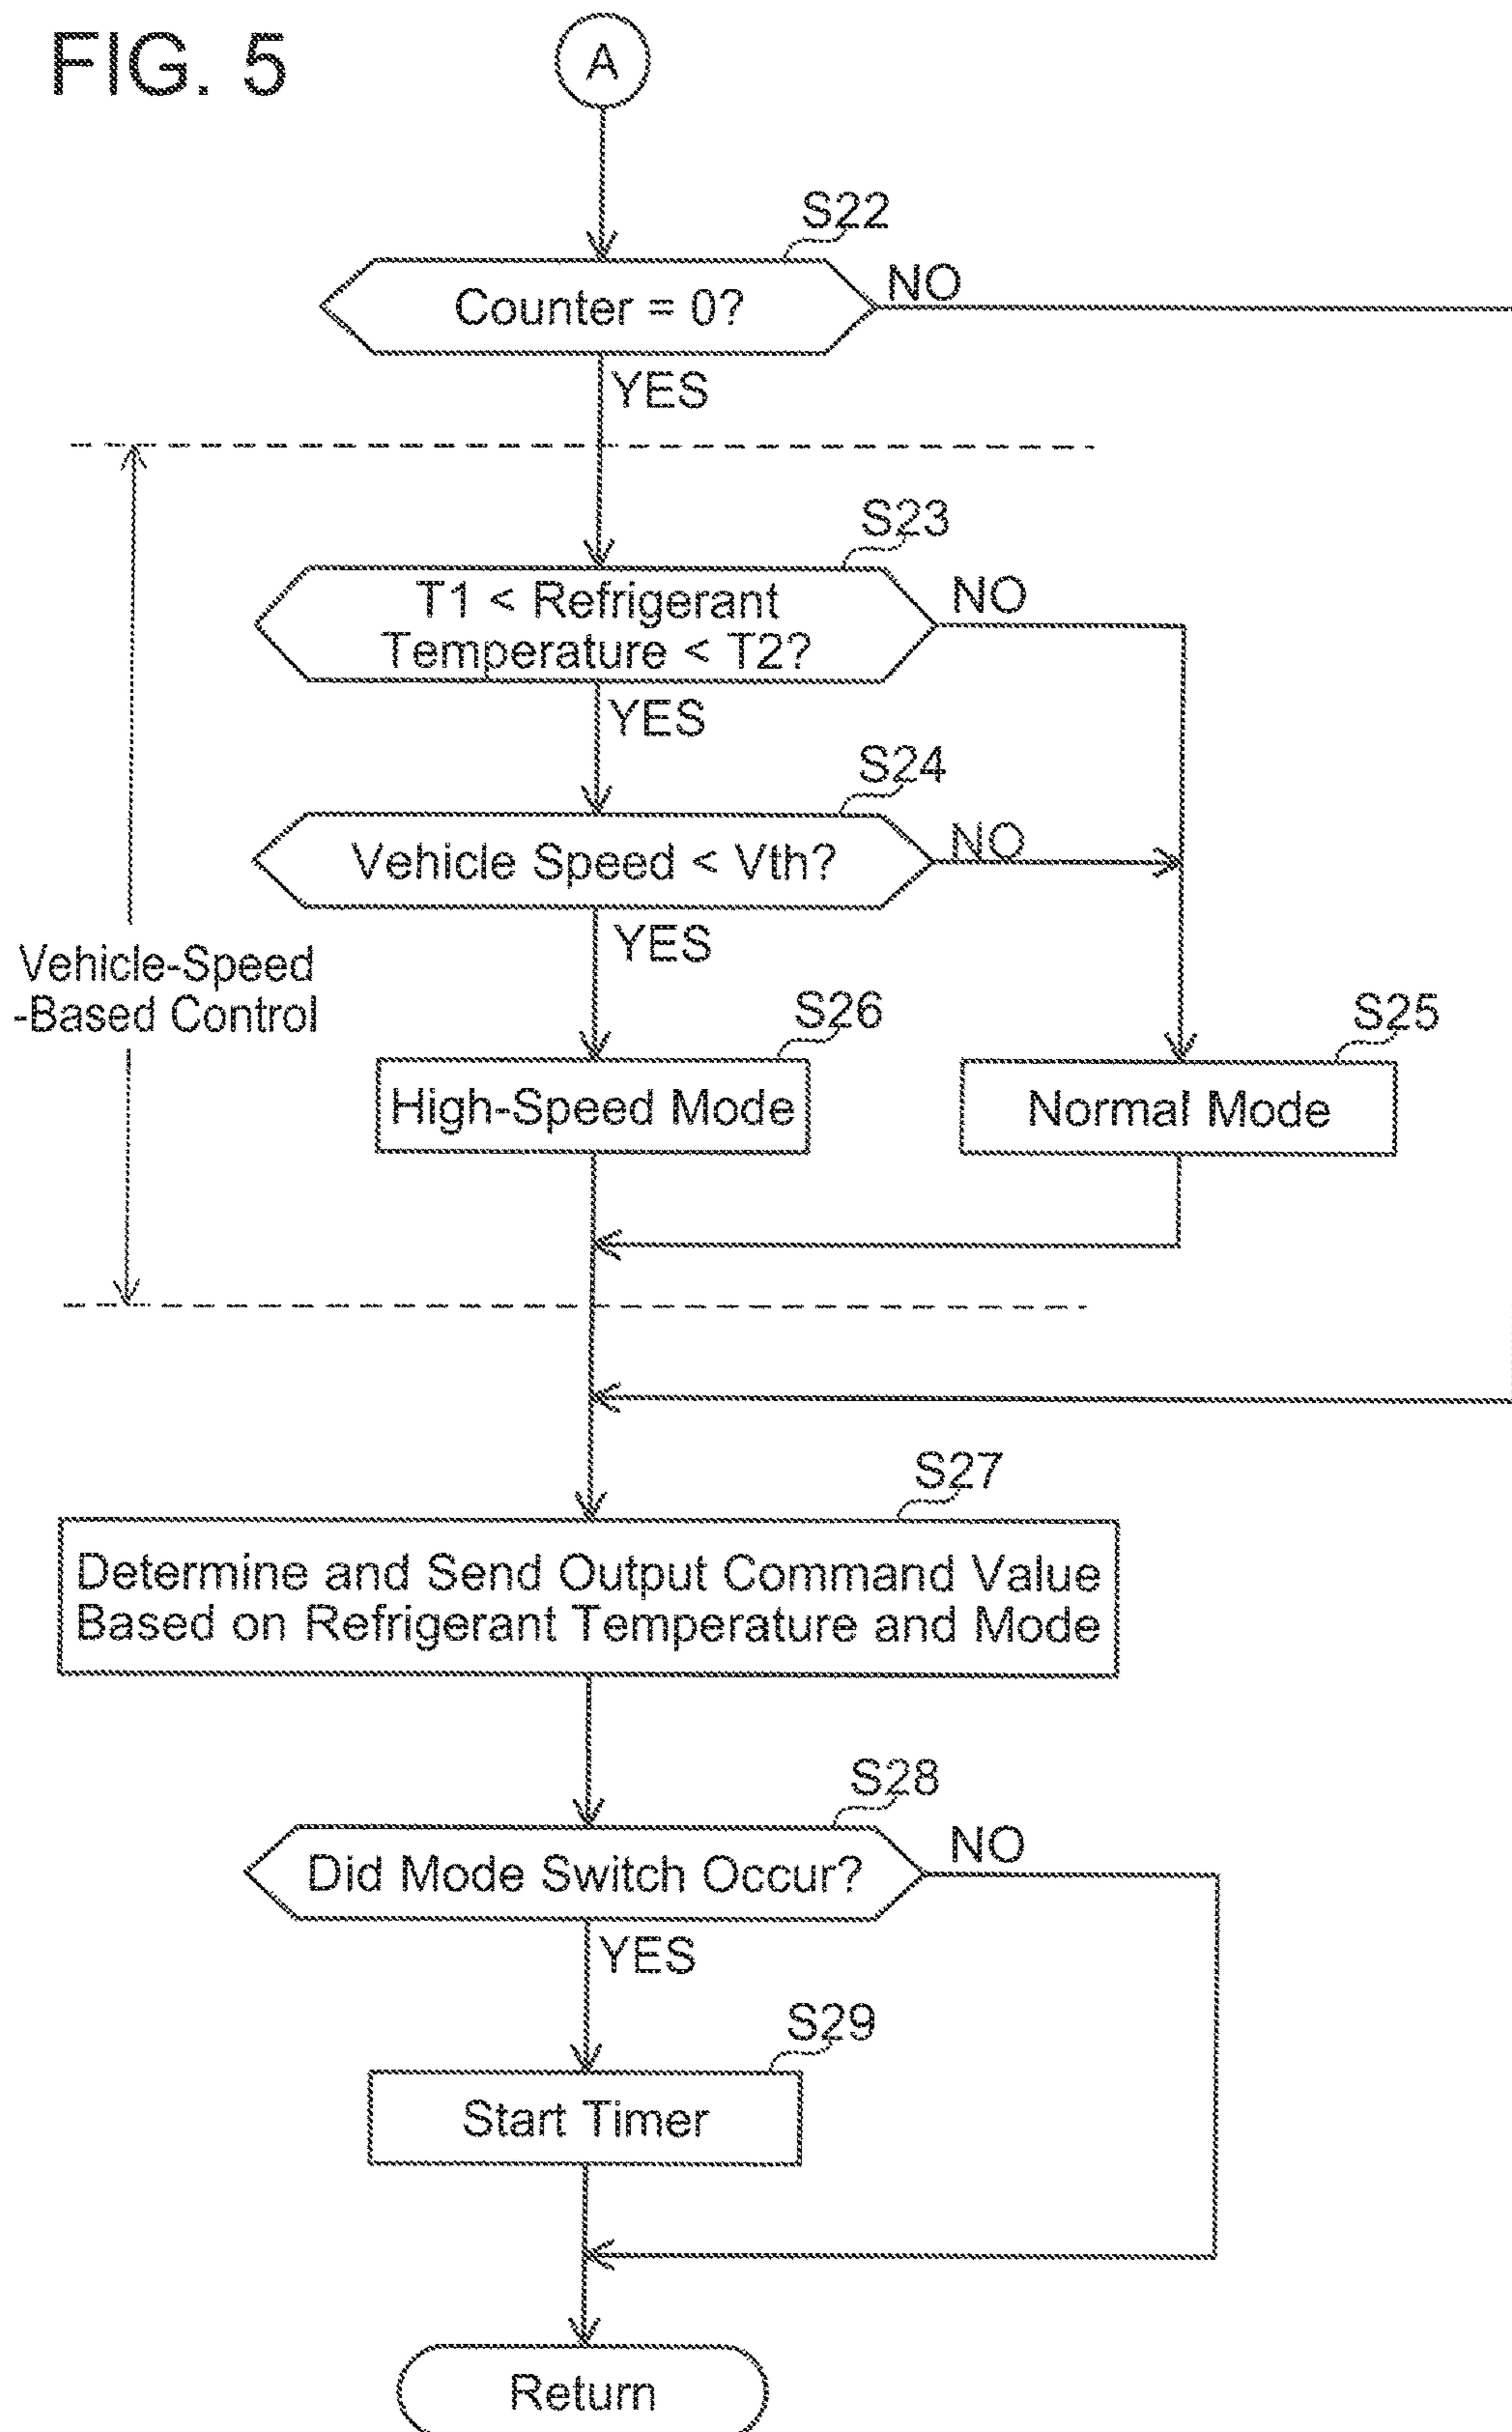 FIG. 5
A
S22
Counter = 0?
NO
YES
S23
T1 < Refrigerant
Temperature < T2?
NO
YES
S24
Vehicle Speed < Vth?
NO
YES
Vehicle-Speed
-Based Control
S26
High-Speed Mode
S25
Normal Mode
S27
Determine and Send Output Command Value
Based on Refrigerant Temperature and Mode
S28
Did Mode Switch Occur?
NO
YES
S29
Start Timer
Return